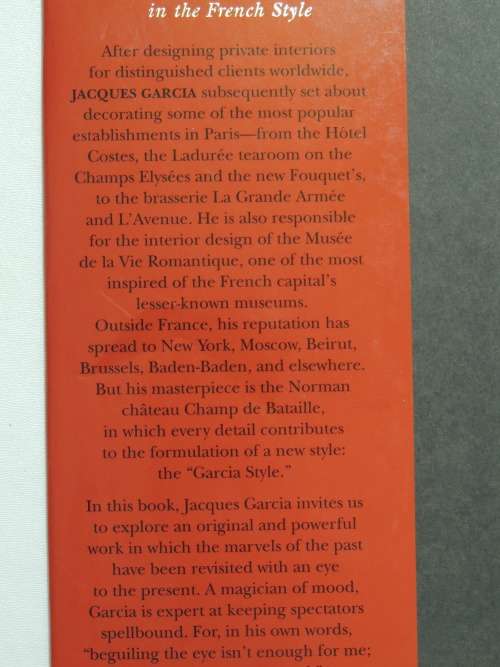 in the French Style
After designing private interiors
for distinguished clients worldwide,
JACQUES GARCIA subsequently set about
decorating some of the most popular
establishments in Paris—from the Hôtel
Costes, the Ladurée tearoom on the
Champs Elysées and the new Fouquet's,
to the brasserie La Grande Armée
and L'Avenue. He is also responsible
for the interior design of the Musée
de la Vie Romantique, one of the most
inspired of the French capital's
lesser-known museums.
Outside France, his reputation has
spread to New York, Moscow, Beirut,
Brussels, Baden-Baden, and elsewhere.
But his masterpiece is the Norman
château Champ de Bataille,
in which every detail contributes
to the formulation of a new style:
the “Garcia Style.”
In this book, Jacques Garcia invites us
to explore an original and powerful
work in which the marvels of the past
have been revisited with an eye
to the present. A magician of mood,
Garcia is expert at keeping spectators
spellbound. For, in his own words,
“beguiling the eye isn't enough for me;